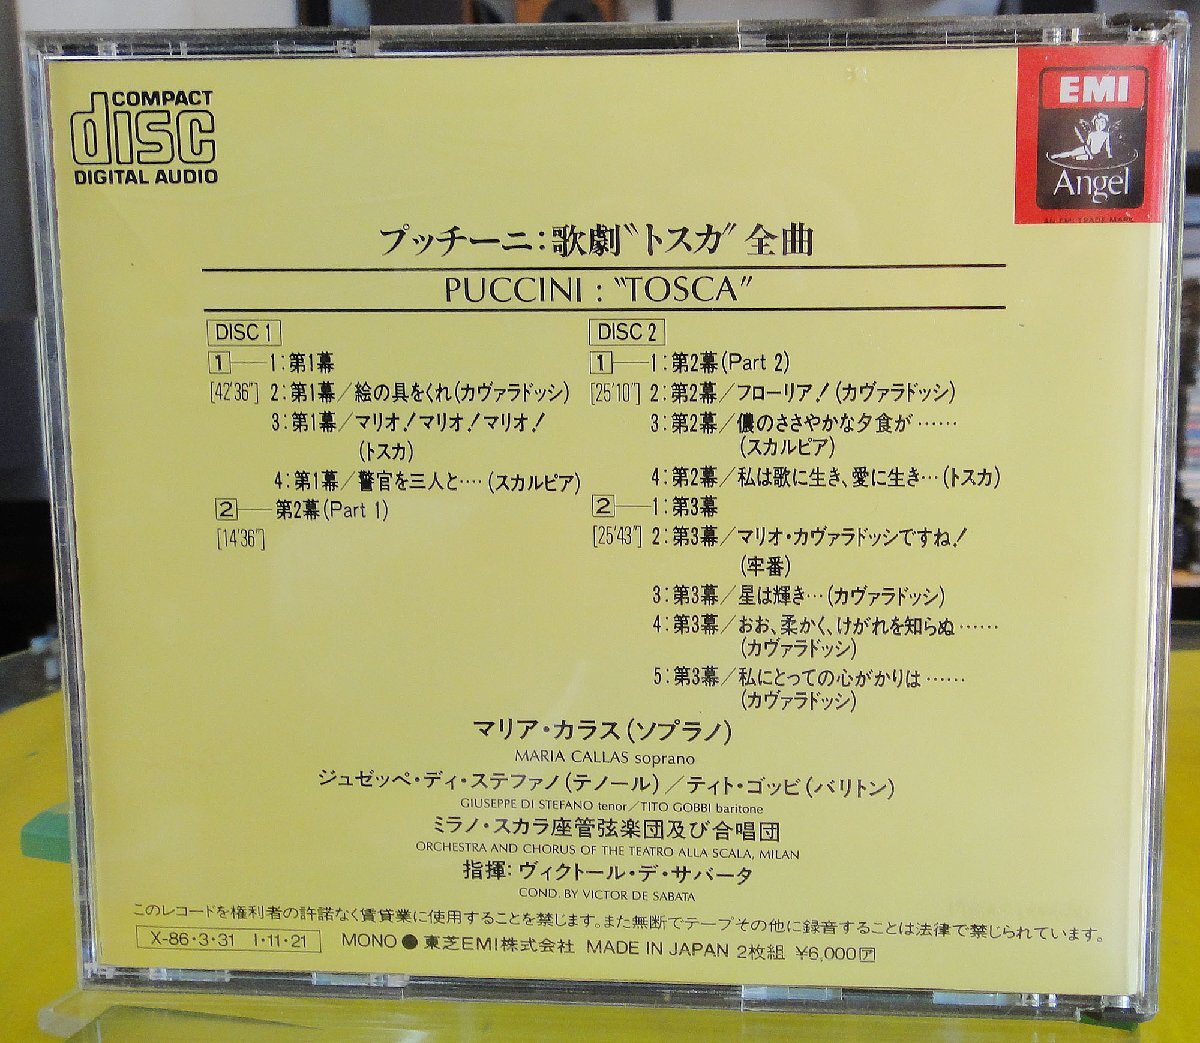 COMPACT
disc
DIGITAL AUDIO
EMI
Angel
AN EMI TRADE MARK
プッチーニ:歌劇“トスカ”全曲
PUCCINI : “TOSCA”
DISC 1
1 1:第1幕
[42′36″] 2:第1幕/絵の具をくれ(カヴァラドッシ)
3:第1幕/マリオ!マリオ!マリオ!
(トスカ)
4:第1幕/警官を三人と‥‥(スカルピア)
2 第2幕(Part 1)
[14′36″]
DISC 2
1 1:第2幕(Part 2)
[25′10″] 2:第2幕/フローリア!(カヴァラドッシ)
3:第2幕/儂のささやかな夕食が……
(スカルピア)
4:第2幕/私は歌に生き、愛に生き…(トスカ)
2 1:第3幕
[25′43″] 2:第3幕/マリオ・カヴァラドッシですね!
(牢番)
3:第3幕/星は輝き…(カヴァラドッシ)
4:第3幕/おお、柔かく、けがれを知らぬ……
(カヴァラドッシ)
5:第3幕/私にとっての心がかりは……
(カヴァラドッシ)
マリア・カラス(ソプラノ)
MARIA CALLAS soprano
ジュゼッペ・ディ・ステファノ(テノール)/ティト・ゴッビ(バリトン)
GIUSEPPE DI STEFANO tenor/TITO GOBBI baritone
ミラノ・スカラ座管弦楽団及び合唱団
ORCHESTRA AND CHORUS OF THE TEATRO ALLA SCALA, MILAN
指揮:ヴィクトール・デ・サバータ
COND. BY VICTOR DE SABATA
このレコードを権利者の許諾なく賃貸業に使用することを禁じます。また無断でテープその他に録音することは法律で禁じられています。
X-86・3・31 I・11・21 MONO●東芝EMI株式会社 MADE IN JAPAN 2枚組 ¥6,000ア